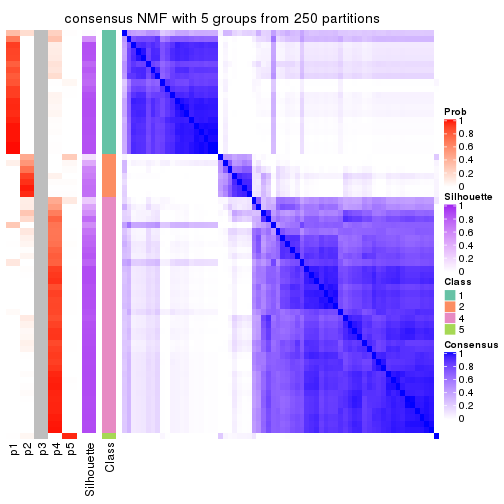 consensus NMF with 5 groups from 250 partitions
Prob
1
0.8
0.6
0.4
0.2
0
Silhouette
1
0.8
0.6
0.4
0.2
0
Class
1
2
4
5
Consensus
1
0.8
0.6
0.4
0.2
0
p1
p2
p3
p4
p5
Silhouette
Class